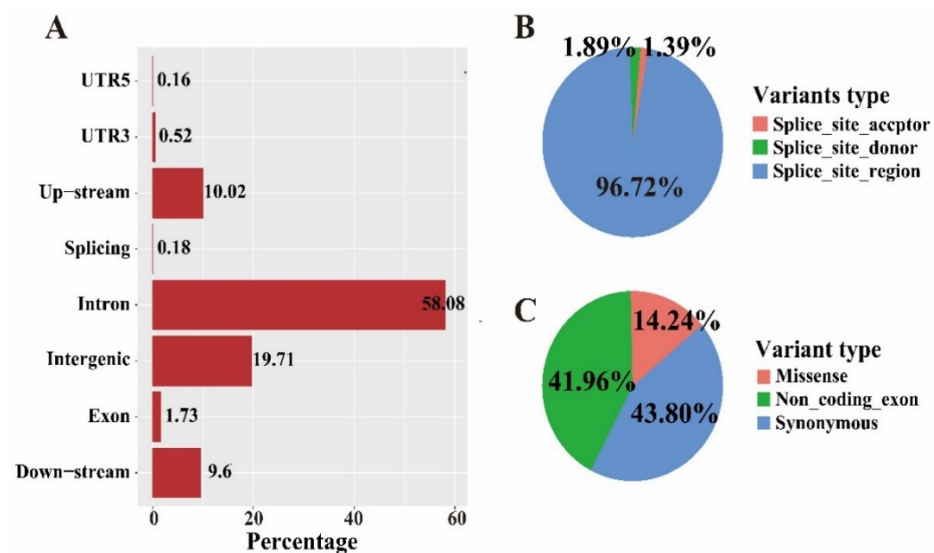 A
UTR5
0.16
UTR3
0.52
Up-stream
10.02
Splicing
0.18
Intron
58.08
Intergenic
19.71
Exon
1.73
Down-stream
9.6
0 20 40 60
Percentage
B
1.89% 1.39%
96.72%
Variants type
Splice_site_accptor
Splice_site_donor
Splice_site_region
C
14.24%
41.96%
43.80%
Variant type
Missense
Non_coding_exon
Synonymous